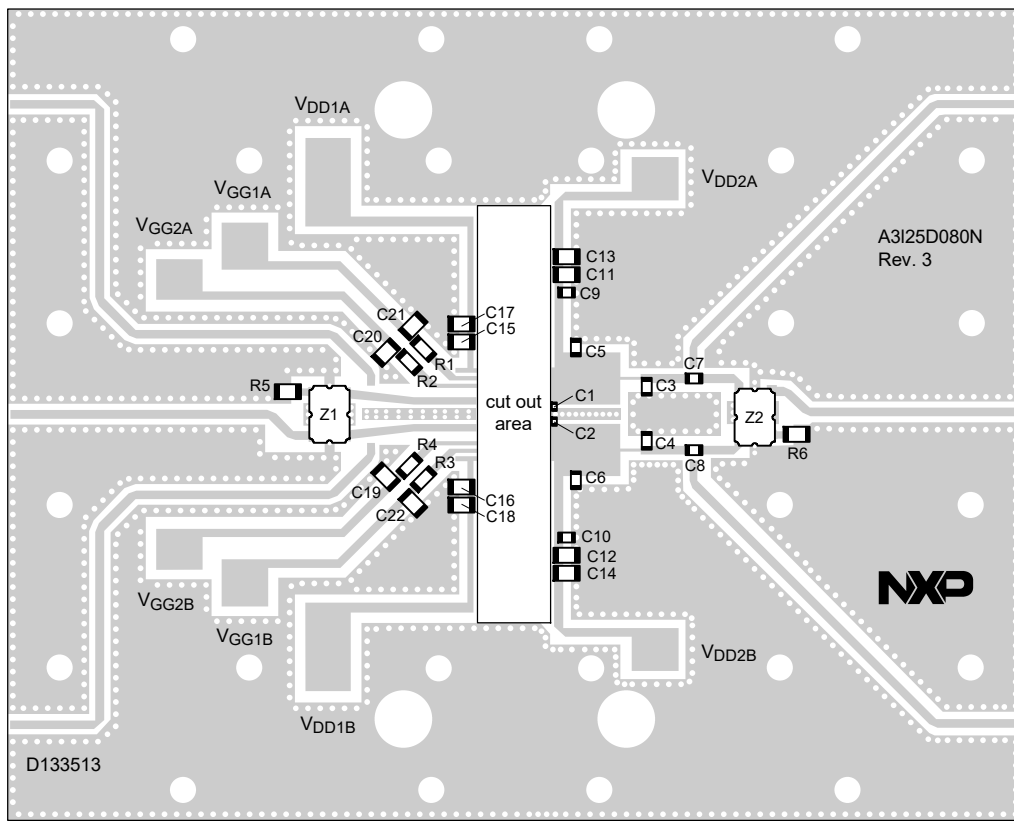 VDD1A
VGG1A
VGG2A
VDD2A
A3I25D080N
Rev. 3
C13
C11
C9
C21
C17
C20
C15
C5
R1
R2
C7
C3
R5
C1
Z1
cut out
area
Z2
C2
C4
R6
R4
C8
R3
C19
C6
C16
C22
C18
C10
C12
C14
NXP
VGG2B
VGG1B
VDD2B
VDD1B
D133513